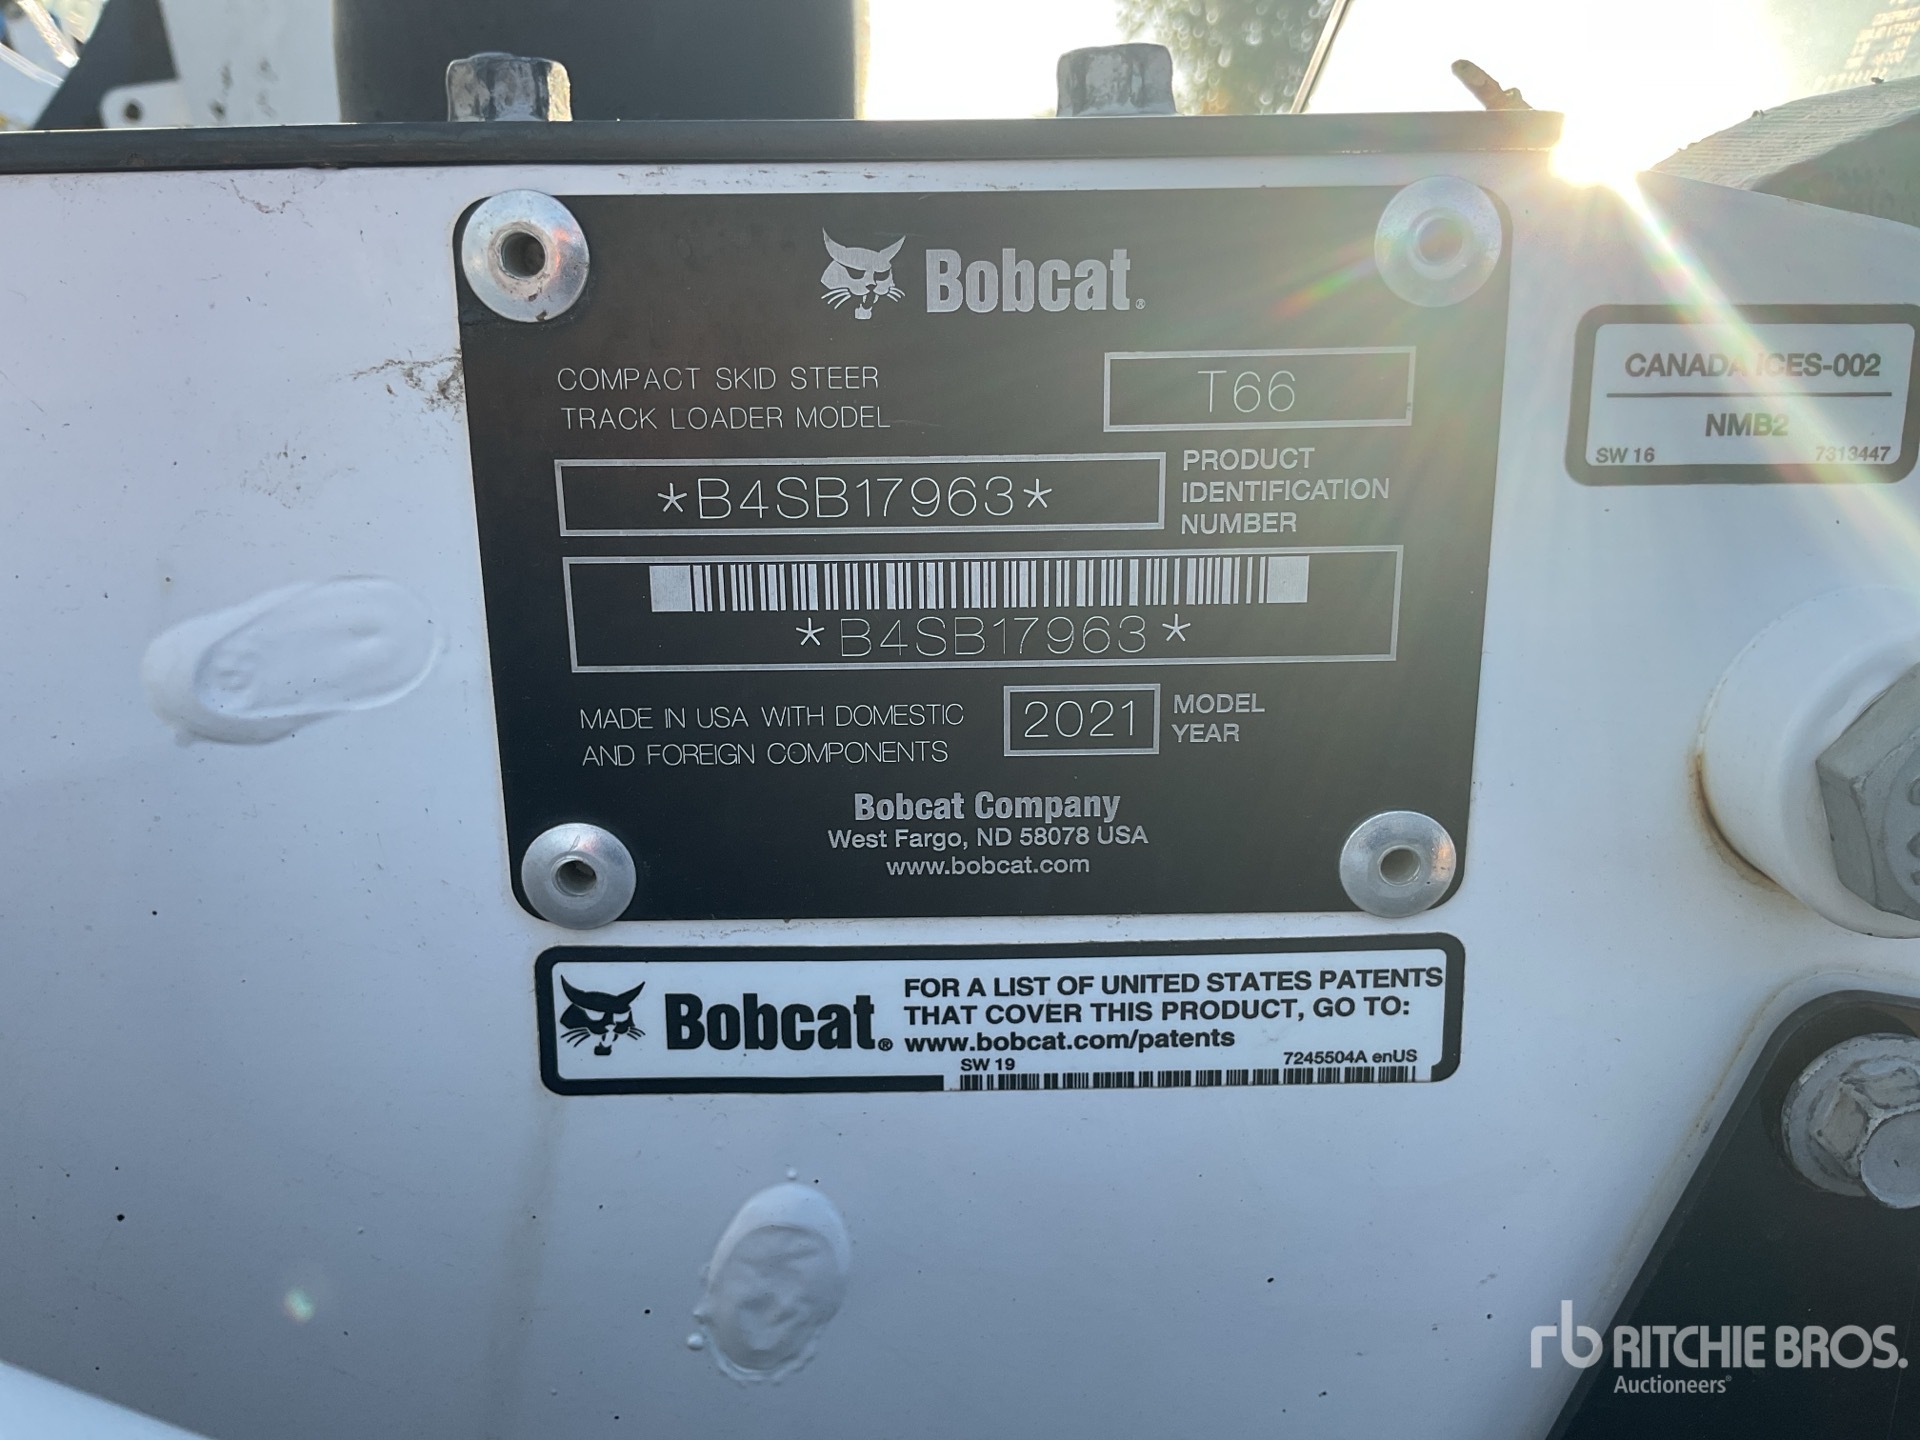 Bobcat®
COMPACT SKID STEER
TRACK LOADER MODEL
T66
*B4SB17963*
PRODUCT
IDENTIFICATION
NUMBER
*B4SB17963*
MADE IN USA WITH DOMESTIC
AND FOREIGN COMPONENTS
2021
MODEL
YEAR
Bobcat Company
West Fargo, ND 58078 USA
www.bobcat.com
CANADA ICES-002
NMB2
SW 16 7313447
Bobcat®
FOR A LIST OF UNITED STATES PATENTS
THAT COVER THIS PRODUCT, GO TO:
www.bobcat.com/patents
SW 19 7245504A enUS
rb RITCHIE BROS.
Auctioneers®